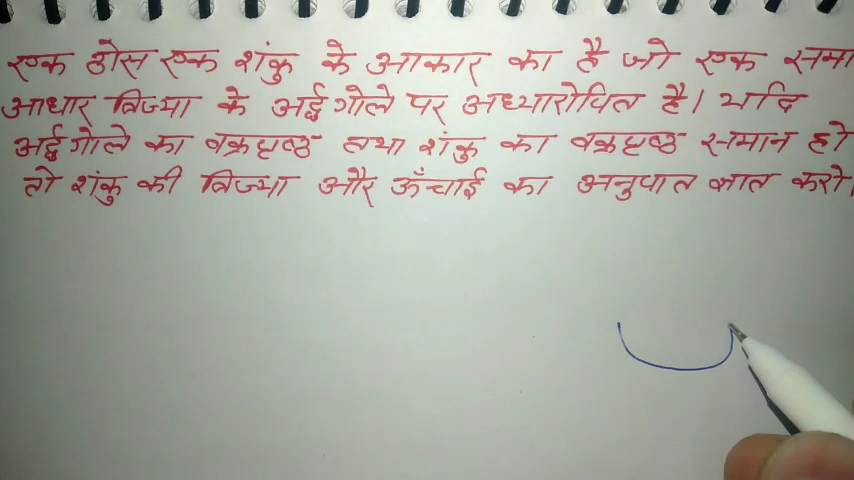 एक ठोस एक शंकु के आकार का है जो एक समा
आधार त्रिज्या के अर्द्धगोले पर अध्यारोपित है। यदि
अर्द्धगोले का वक्रपृष्ठ तथा शंकु का वक्रपृष्ठ समान हो
तो शंकु की त्रिज्या और ऊँचाई का अनुपात ज्ञात करो।